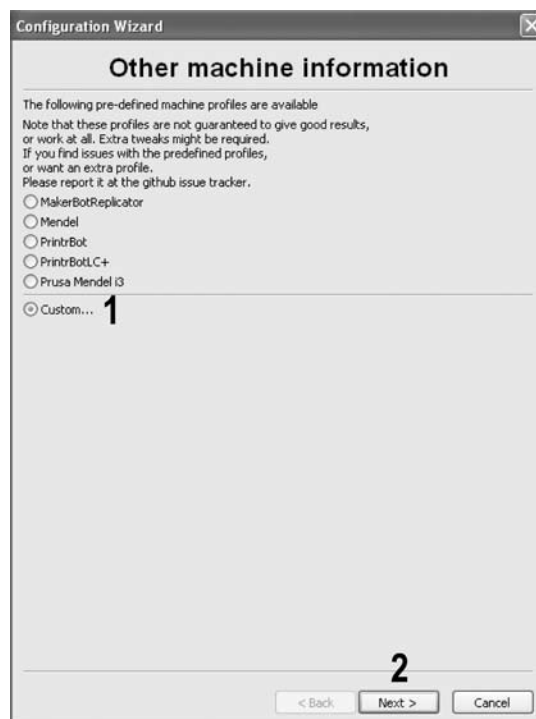 Configuration Wizard
Other machine information
The following pre-defined machine profiles are available
Note that these profiles are not guaranteed to give good results,
or work at all. Extra tweaks might be required.
If you find issues with the predefined profiles,
or want an extra profile.
Please report it at the github issue tracker.
MakerBotReplicator
Mendel
PrintrBot
PrintrBotLC+
Prusa Mendel i3
Custom... 1
2
< Back Next > Cancel